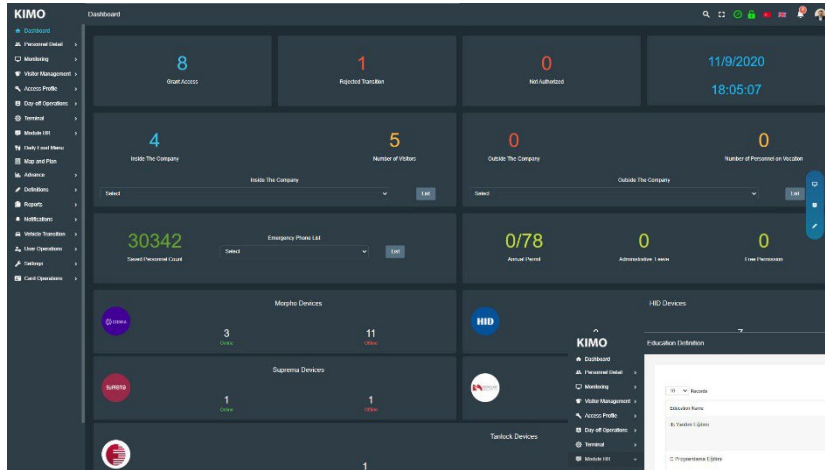 KIMO
Dashboard
Dashboard
Personnel Detail
Monitoring
Visitor Management
Access Profile
Day-off Operations
Terminal
Module HR
Daily Food Menu
Map and Plan
Advance
Definitions
Reports
Notifications
Vehicle Transition
User Operations
Settings
Card Operations
8
Grant Access
1
Rejected Transition
0
Not Authorized
11/9/2020
18:05:07
4
Inside The Company
5
Number of Visitors
Inside The Company
Select
List
0
Outside The Company
0
Number of Personnel on Vacation
Outside The Company
Select
List
30342
Saved Personnel Count
Emergency Phone List
Select
List
0/78
Annual Permit
0
Administrative Leave
0
Free Permission
Morpho Devices
3
Online
11
Offline
HID Devices
HID
Suprema Devices
suprema
1
Online
1
Offline
Tanlock Devices
1
KIMO
Education Definition
Dashboard
Personnel Detail
Monitoring
Visitor Management
Access Profile
Day-off Operations
Terminal
Module HR
10
Records
Education Name
B. Yazılım Eğitimi
C Programlama Eğitimi